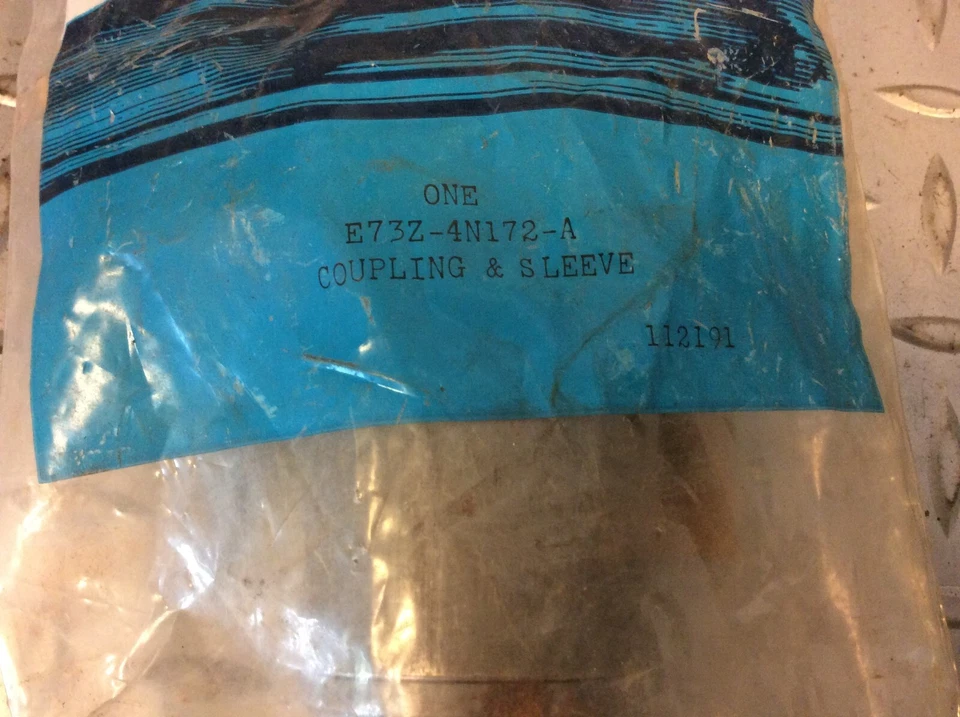 ONE
E73Z-4N172-A
COUPLING & SLEEVE
112191